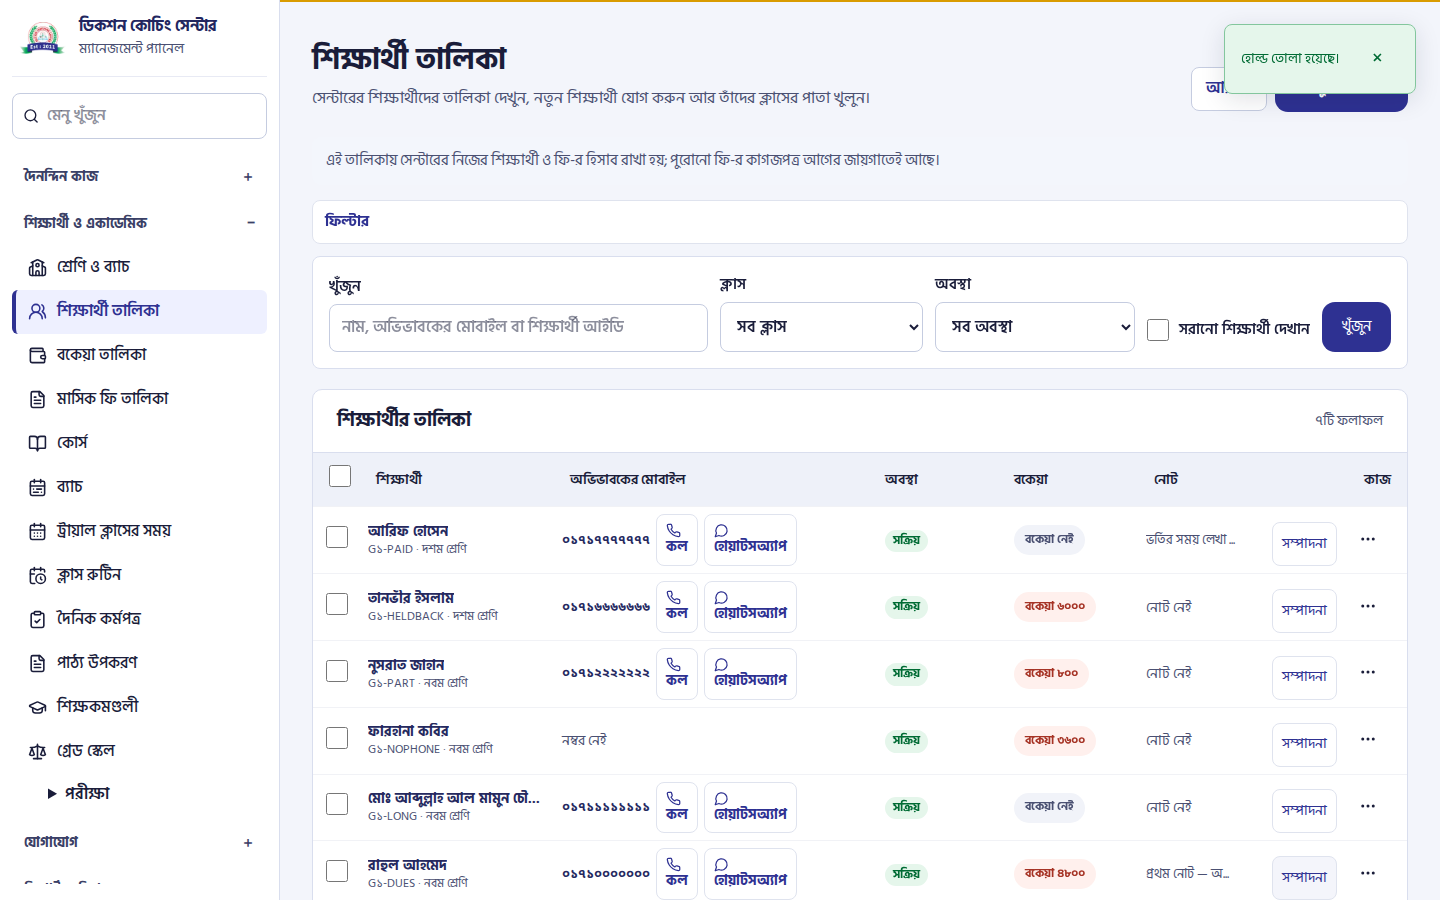 ডিকশন কোচিং সেন্টার
ম্যানেজমেন্ট প্যানেল
Est : 2011
মেনু খুঁজুন
দৈনন্দিন কাজ +
শিক্ষার্থী ও একাডেমিক −
শ্রেণি ও ব্যাচ
শিক্ষার্থী তালিকা
বকেয়া তালিকা
মাসিক ফি তালিকা
কোর্স
ব্যাচ
ট্রায়াল ক্লাসের সময়
ক্লাস রুটিন
দৈনিক কর্মপত্র
পাঠ্য উপকরণ
শিক্ষকমণ্ডলী
গ্রেড স্কেল
পরীক্ষা
যোগাযোগ +
শিক্ষার্থী তালিকা
সেন্টারের শিক্ষার্থীদের তালিকা দেখুন, নতুন শিক্ষার্থী যোগ করুন আর তাঁদের ক্লাসের পাতা খুলুন।
হোল্ড তোলা হয়েছে। ×
এই তালিকায় সেন্টারের নিজের শিক্ষার্থী ও ফি-র হিসাব রাখা হয়; পুরোনো ফি-র কাগজপত্র আগের জায়গাতেই আছে।
ফিল্টার
খুঁজুন ক্লাস অবস্থা
নাম, অভিভাবকের মোবাইল বা শিক্ষার্থী আইডি সব ক্লাস সব অবস্থা সরানো শিক্ষার্থী দেখান খুঁজুন
শিক্ষার্থীর তালিকা ৭টি ফলাফল
শিক্ষার্থী অভিভাবকের মোবাইল অবস্থা বকেয়া নোট কাজ
আরিফ হোসেন
G১-PAID · দশম শ্রেণি
০১৭১৭৭৭৭৭৭৭ কল হোয়াটসঅ্যাপ সক্রিয় বকেয়া নেই ভর্তির সময় লেখা ... সম্পাদনা ...
তানভীর ইসলাম
G১-HELDBACK · দশম শ্রেণি
০১৭১৬৬৬৬৬৬৬ কল হোয়াটসঅ্যাপ সক্রিয় বকেয়া ৬০০০ নোট নেই সম্পাদনা ...
নুসরাত জাহান
G১-PART · নবম শ্রেণি
০১৭১২২২২২২২ কল হোয়াটসঅ্যাপ সক্রিয় বকেয়া ৮০০ নোট নেই সম্পাদনা ...
ফারহানা কবির
G১-NOPHONE · নবম শ্রেণি
নম্বর নেই সক্রিয় বকেয়া ৩৬০০ নোট নেই সম্পাদনা ...
মোঃ আব্দুল্লাহ আল মামুন চৌ...
G১-LONG · নবম শ্রেণি
০১৭১১১১১১১১ কল হোয়াটসঅ্যাপ সক্রিয় বকেয়া নেই নোট নেই সম্পাদনা ...
রাহুল আহমেদ
G১-DUES · নবম শ্রেণি
০১৭১০০০০০০০ কল হোয়াটসঅ্যাপ সক্রিয় বকেয়া ৪৮০০ প্রথম নোট — অ... সম্পাদনা ...